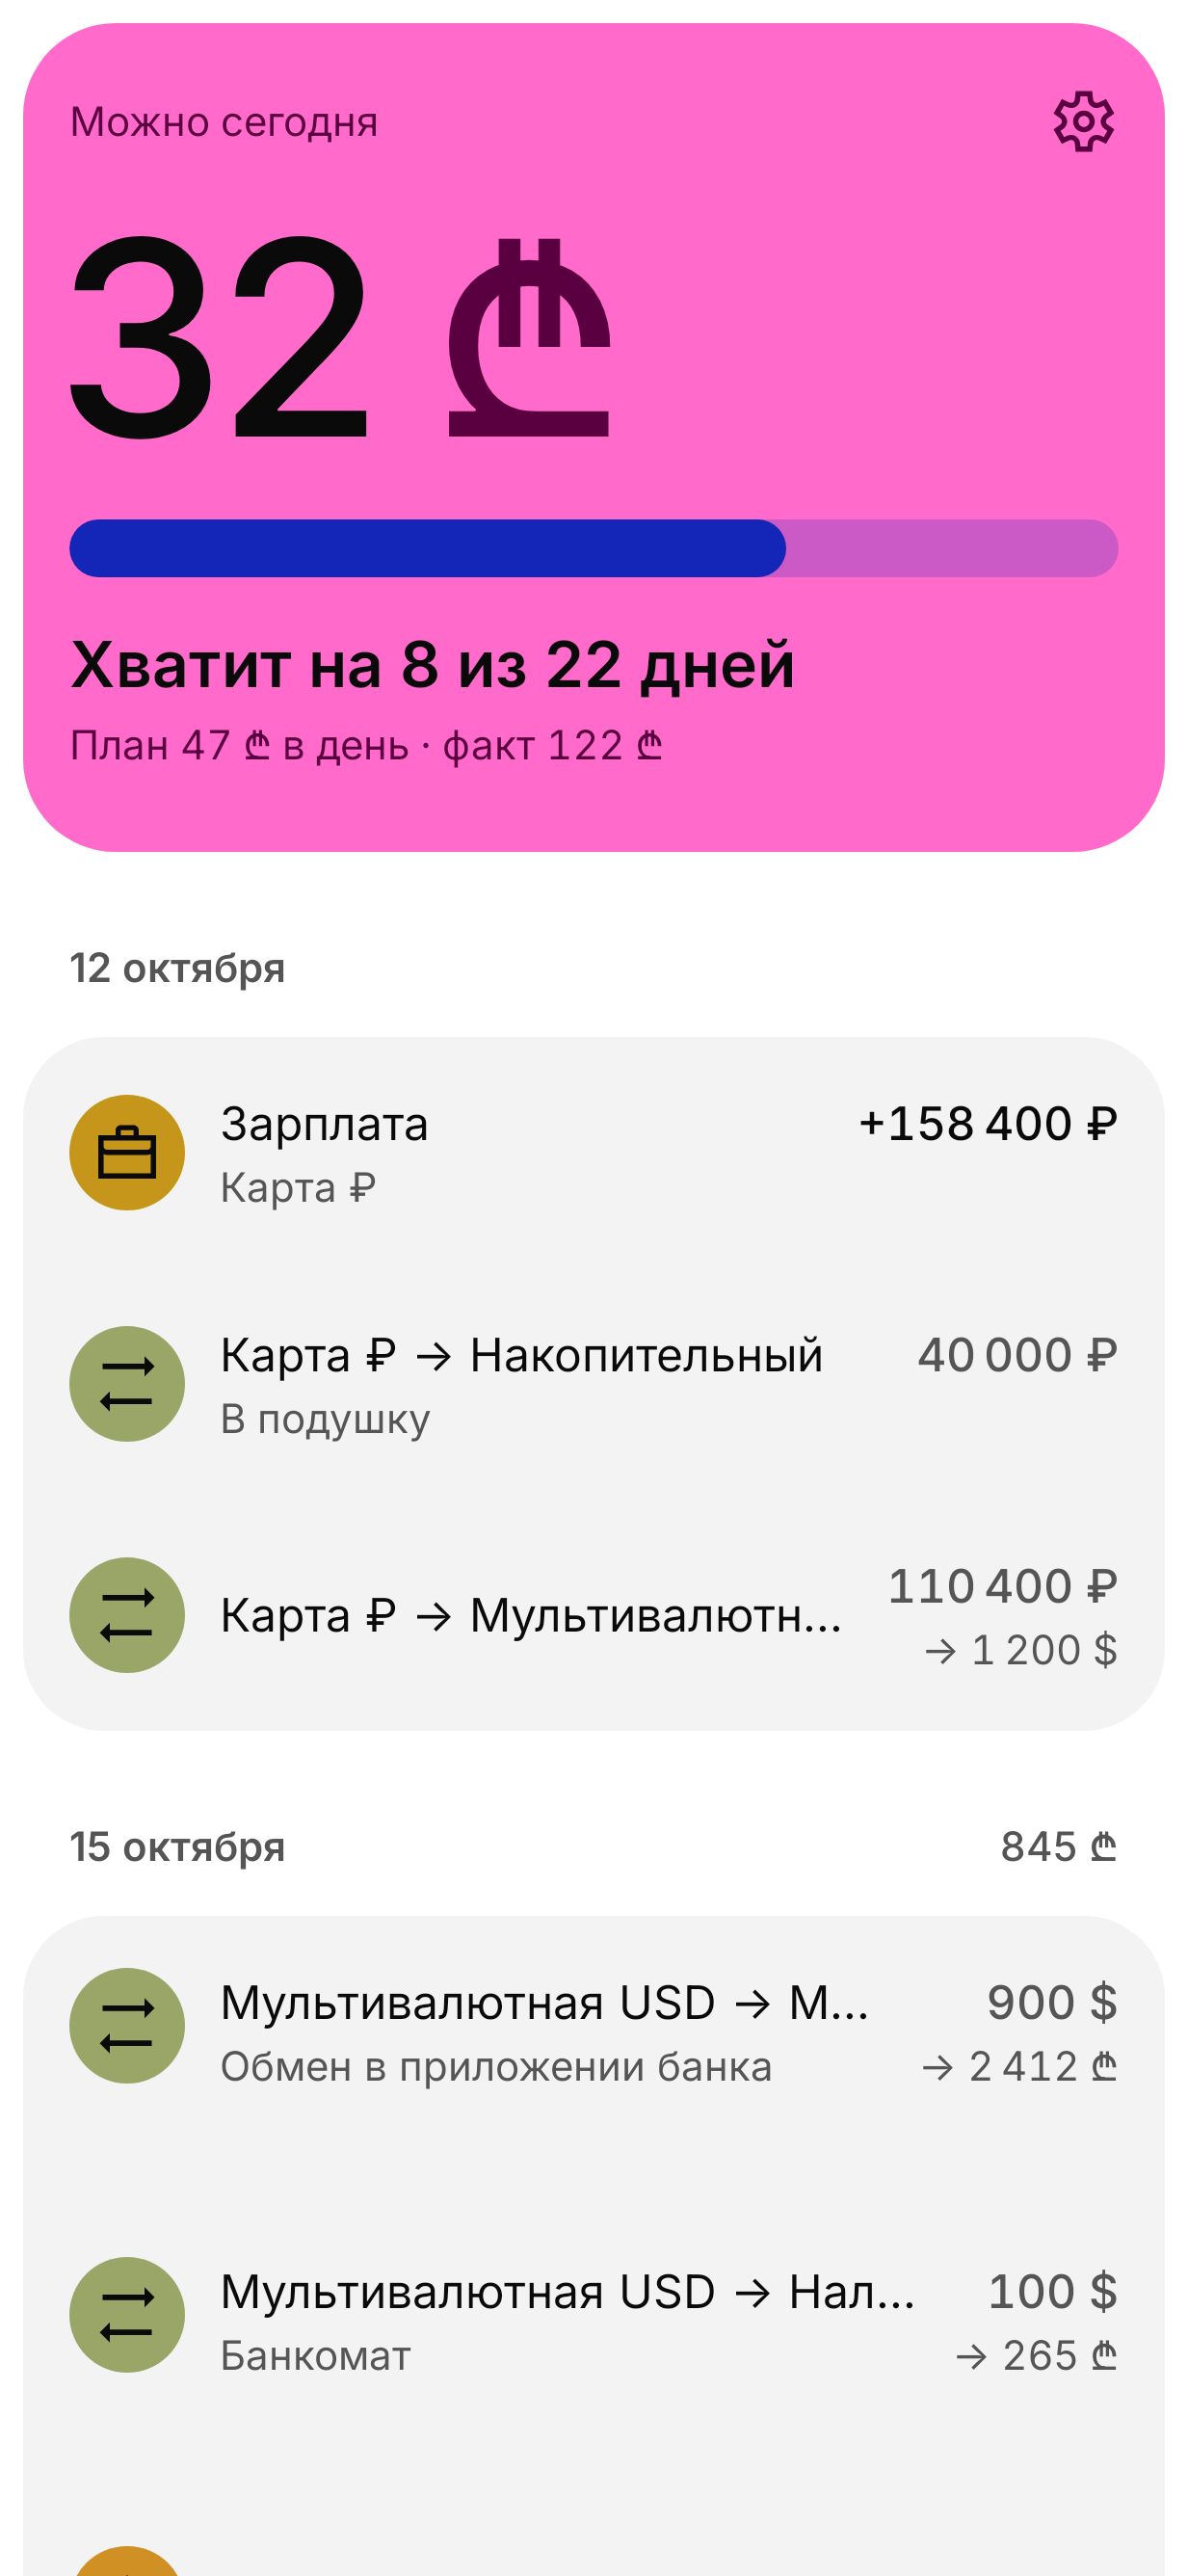 Можно сегодня
32 ₾
Хватит на 8 из 22 дней
План 47 ₾ в день · факт 122 ₾
12 октября
Зарплата +158 400 ₽
Карта ₽
Карта ₽ → Накопительный 40 000 ₽
В подушку
Карта ₽ → Мультивалютн... 110 400 ₽
→ 1 200 $
15 октября 845 ₾
Мультивалютная USD → М... 900 $
Обмен в приложении банка → 2 412 ₾
Мультивалютная USD → Нал... 100 $
Банкомат → 265 ₾